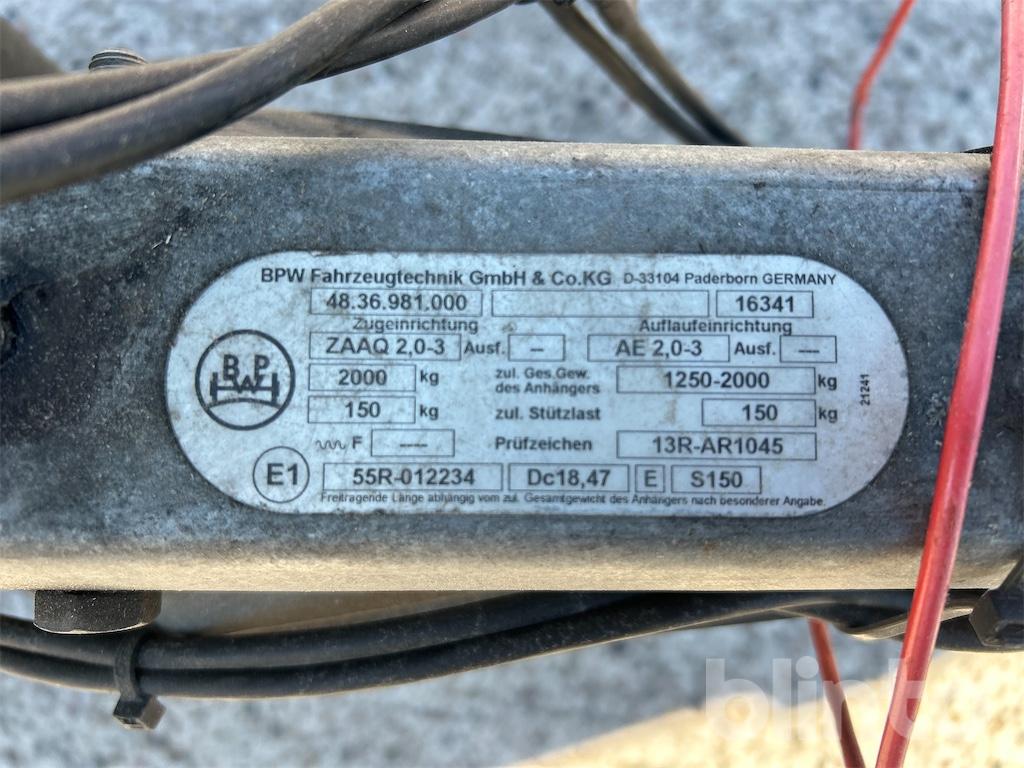 BPW Fahrzeugtechnik GmbH & Co.KG D-33104 Paderborn GERMANY
48.36.981.000 16341
Zugeinrichtung Auflaufeinrichtung
ZAAQ 2,0-3 Ausf. -- AE 2,0-3 Ausf. ---
BPW
2000 kg zul. Ges.Gew. des Anhängers 1250-2000 kg
150 kg zul. Stützlast 150 kg
F ---- Prüfzeichen 13R-AR1045
E1 55R-012234 Dc18,47 E S150
Freitragende Länge abhängig vom zul. Gesamtgewicht des Anhängers nach besonderer Angabe.
21241
blinto